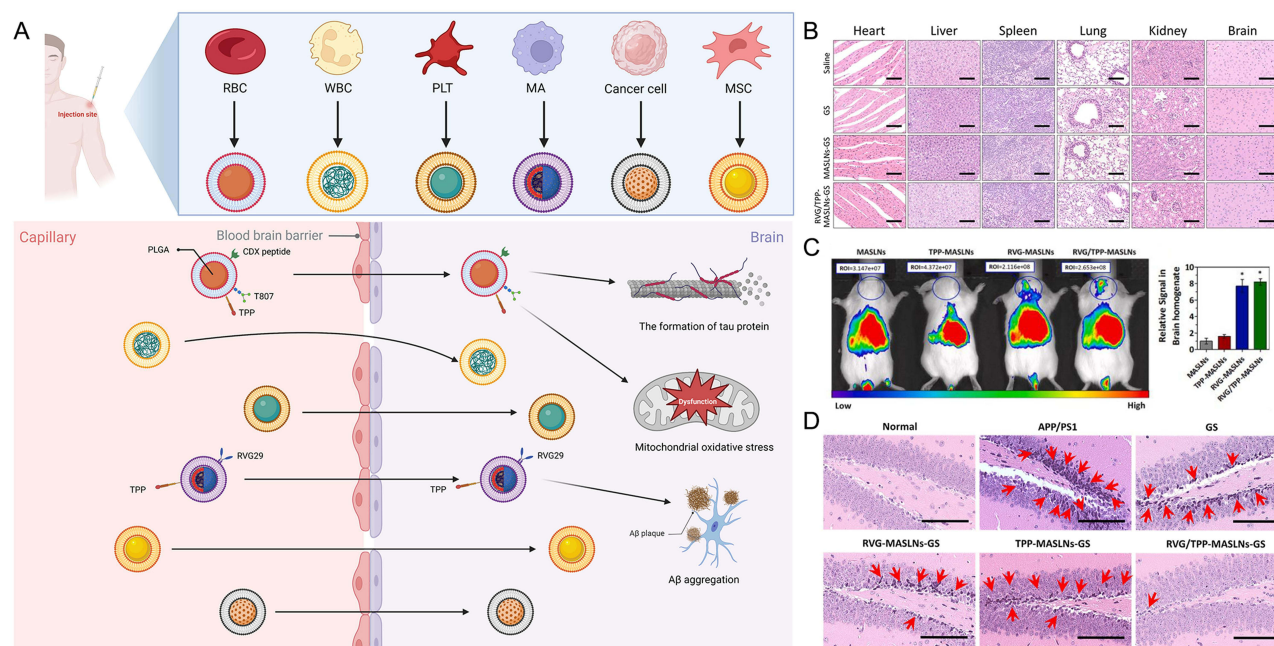 A
Injection site
RBC
WBC
PLT
MA
Cancer cell
MSC
Capillary
Blood brain barrier
Brain
PLGA
CDX peptide
T807
TPP
The formation of tau protein
Dysfunction
Mitochondrial oxidative stress
RVG29
TPP
RVG29
TPP
Aβ plaque
Aβ aggregation
B
Heart
Liver
Spleen
Lung
Kidney
Brain
Saline
GS
MASLNs-GS
RVG/TPP-
MASLNs-GS
C
MASLNs
TPP-MASLNs
RVG-MASLNs
RVG/TPP-MASLNs
ROI=3.147e+07
ROI=4.372e+07
ROI=2.116e+08
ROI=2.653e+08
Low
High
Relative Signal in
Brain homogenate
10
8
6
4
2
0
*
*
MASLNs
TPP-MASLNs
RVG-MASLNs
RVG/TPP-MASLNs
D
Normal
APP/PS1
GS
RVG-MASLNs-GS
TPP-MASLNs-GS
RVG/TPP-MASLNs-GS